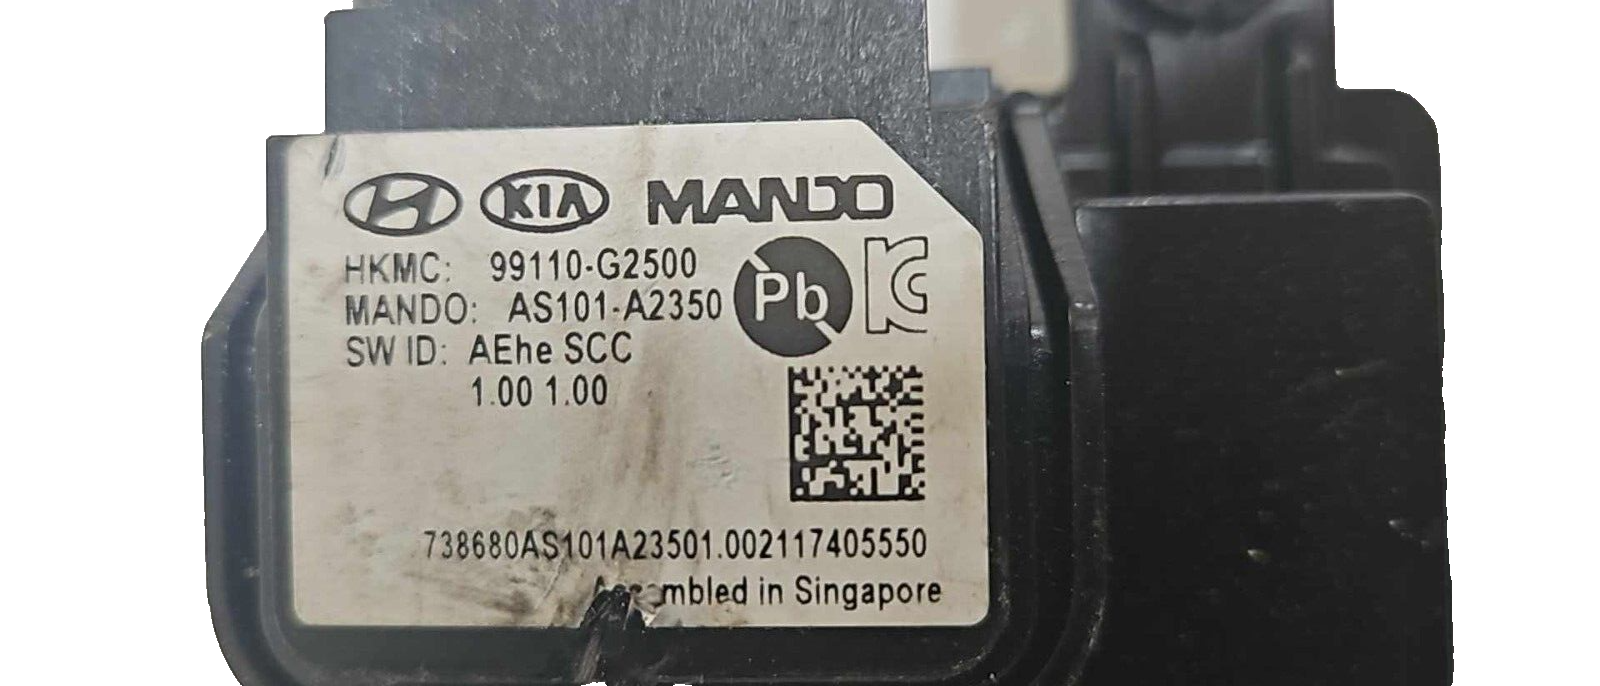 KIA MANDO
HKMC: 99110-G2500
MANDO: AS101-A2350
Pb
SW ID: AEhe SCC
1.00 1.00
738680AS101A23501.002117405550
in Singapore